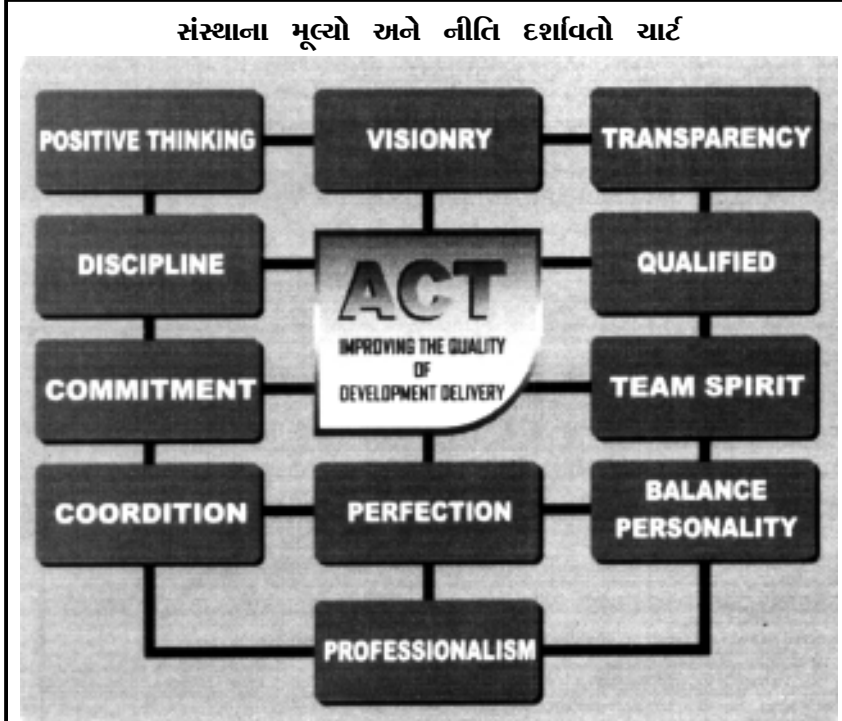 સંસ્થાના મૂલ્યો અને નીતિ દર્શાવતો ચાર્ટ
POSITIVE THINKING
VISIONRY
TRANSPARENCY
DISCIPLINE
ACT
IMPROVING THE QUALITY
OF
DEVELOPMENT DELIVERY
QUALIFIED
COMMITMENT
TEAM SPIRIT
COORDITION
PERFECTION
BALANCE
PERSONALITY
PROFESSIONALISM